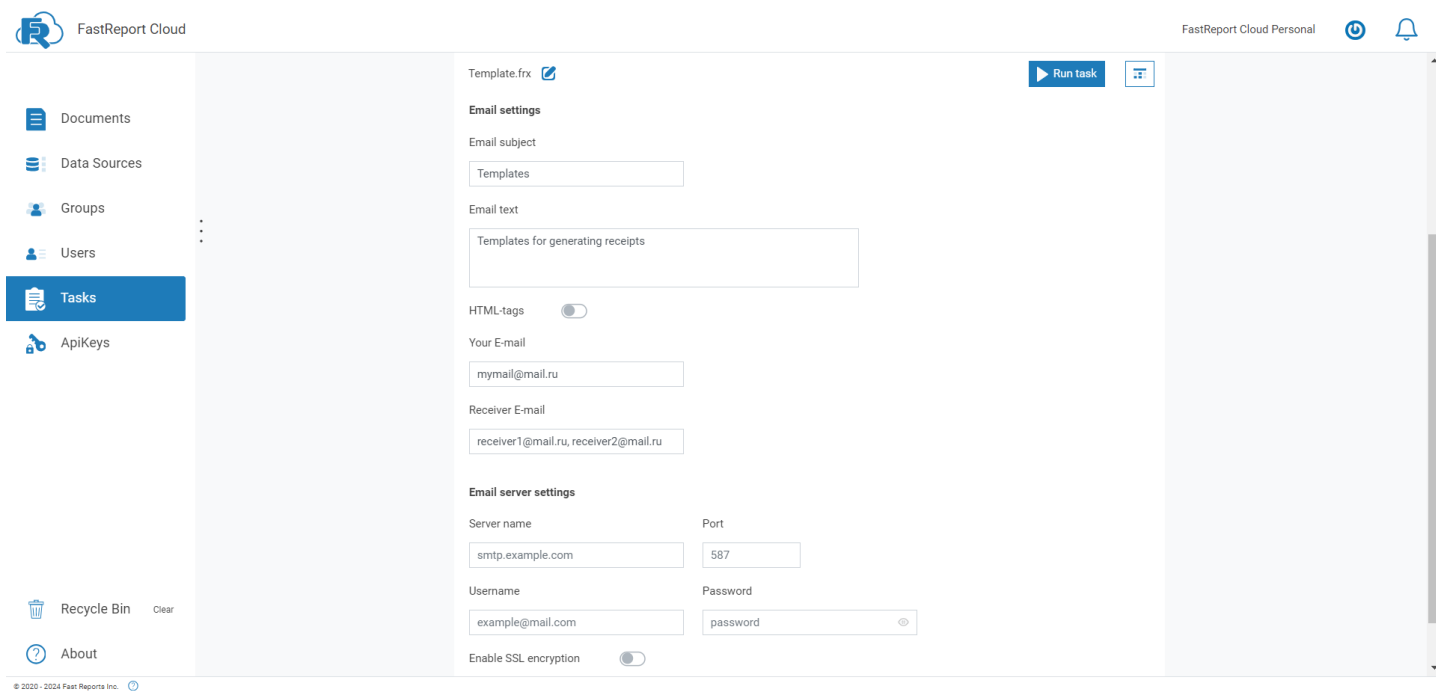 FastReport Cloud
FastReport Cloud Personal
Documents
Data Sources
Groups
Users
Tasks
ApiKeys
Recycle Bin Clear
About
Template.frx
Run task
Email settings
Email subject
Templates
Email text
Templates for generating receipts
HTML-tags
Your E-mail
mymail@mail.ru
Receiver E-mail
receiver1@mail.ru, receiver2@mail.ru
Email server settings
Server name Port
smtp.example.com 587
Username Password
example@mail.com password
Enable SSL encryption
© 2020 - 2024 Fast Reports Inc. ?